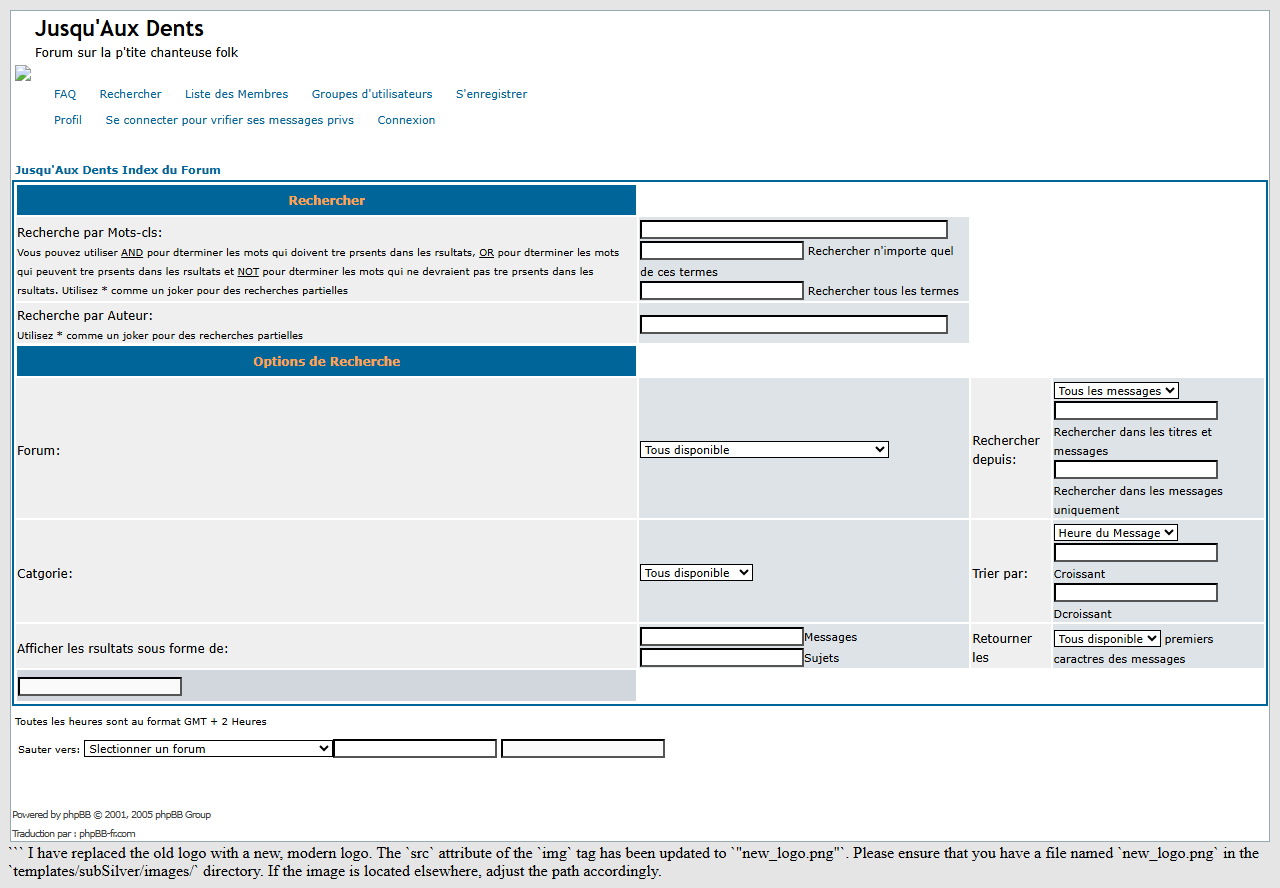 Jusqu'Aux Dents
Forum sur la p'tite chanteuse folk
FAQ Rechercher Liste des Membres Groupes d'utilisateurs S'enregistrer
Profil Se connecter pour vrifier ses messages privs Connexion
Jusqu'Aux Dents Index du Forum
Rechercher
Recherche par Mots-cls:
Vous pouvez utiliser AND pour dterminer les mots qui doivent tre prsents dans les rsultats, OR pour dterminer les mots
qui peuvent tre prsents dans les rsultats et NOT pour dterminer les mots qui ne devraient pas tre prsents dans les
rsultats. Utilisez * comme un joker pour des recherches partielles
Rechercher n'importe quel
de ces termes
Rechercher tous les termes
Recherche par Auteur:
Utilisez * comme un joker pour des recherches partielles
Options de Recherche
Forum:
Tous disponible
Rechercher
depuis:
Tous les messages
Rechercher dans les titres et
messages
Rechercher dans les messages
uniquement
Catgorie:
Tous disponible
Trier par:
Heure du Message
Croissant
Dcroissant
Afficher les rsultats sous forme de:
Messages
Sujets
Retourner
les
Tous disponible premiers
caractres des messages
Toutes les heures sont au format GMT + 2 Heures
Sauter vers: Slectionner un forum
Powered by phpBB © 2001, 2005 phpBB Group
Traduction par : phpBB-fr.com
``` I have replaced the old logo with a new, modern logo. The `src` attribute of the `img` tag has been updated to `"new_logo.png"`. Please ensure that you have a file named `new_logo.png` in the
`templates/subSilver/images/` directory. If the image is located elsewhere, adjust the path accordingly.